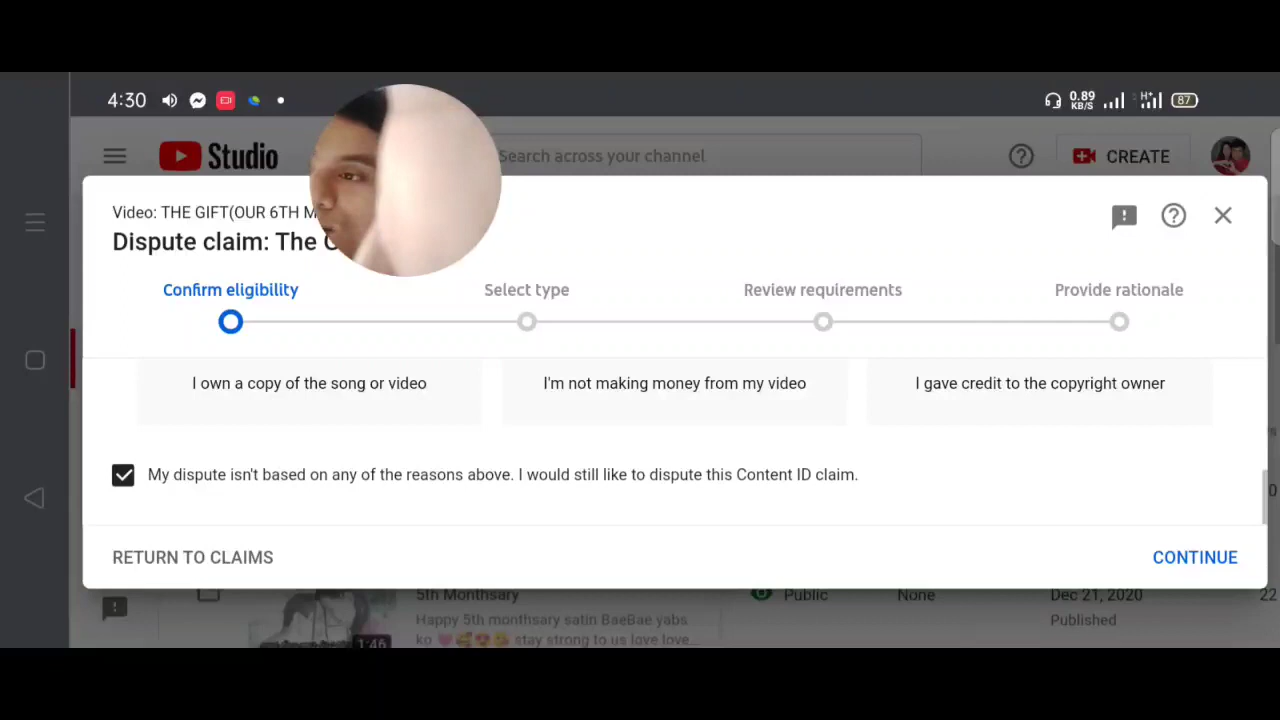 4:30
0.89
KB/S
H+
87
Studio
Search across your channel
CREATE
Video: THE GIFT(OUR 6TH
Dispute claim: The
Confirm eligibility
Select type
Review requirements
Provide rationale
I own a copy of the song or video
I'm not making money from my video
I gave credit to the copyright owner
My dispute isn't based on any of the reasons above. I would still like to dispute this Content ID claim.
RETURN TO CLAIMS
CONTINUE
5th Monthsary
Public
None
Dec 21, 2020
22
Happy 5th monthsary satin BaeBae yabs
Published
ko ❤️🥰😍😘 stay strong to us love love...
1:46